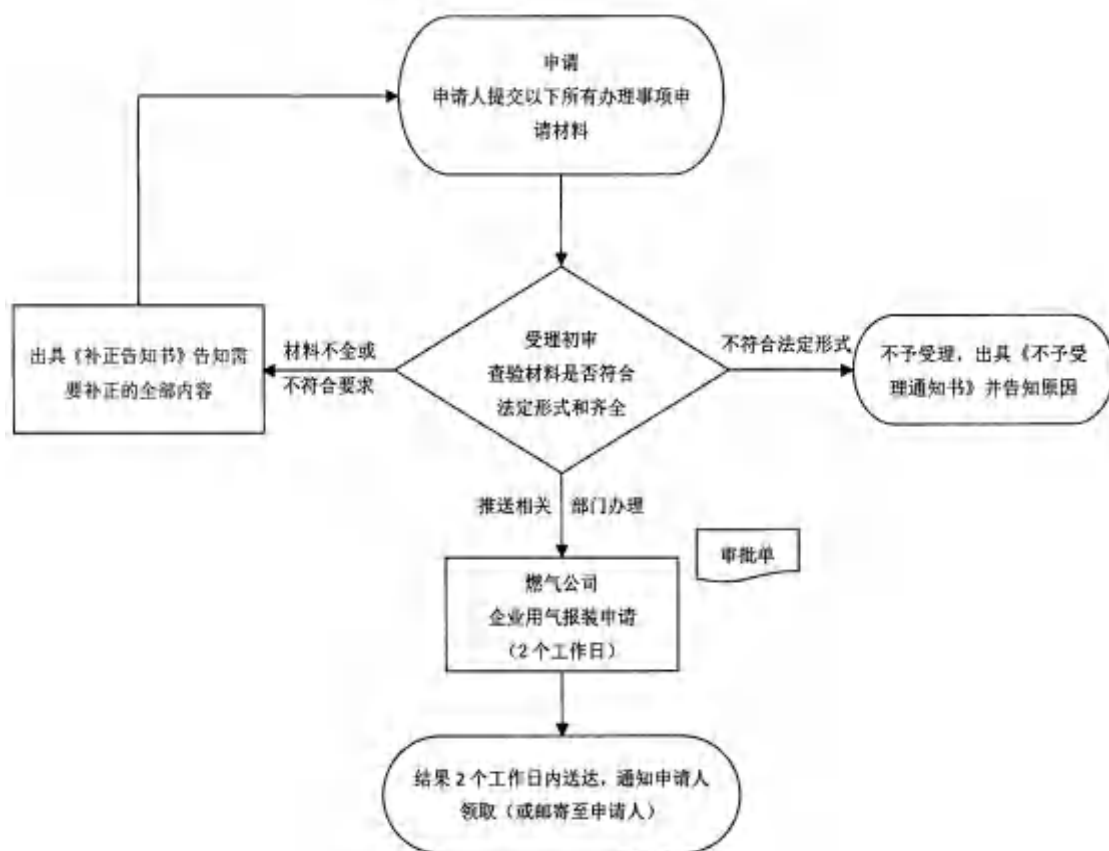 申请
申请人提交以下所有办理事项申
请材料
出具《补正告知书》告知需
要补正的全部内容
材料不全或
不符合要求
受理初审
查验材料是否符合
法定形式和齐全
不符合法定形式
不予受理，出具《不予受
理通知书》并告知原因
推送相关 部门办理
审批单
燃气公司
企业用气报装申请
（2 个工作日）
结果 2 个工作日内送达，通知申请人
领取（或邮寄至申请人）